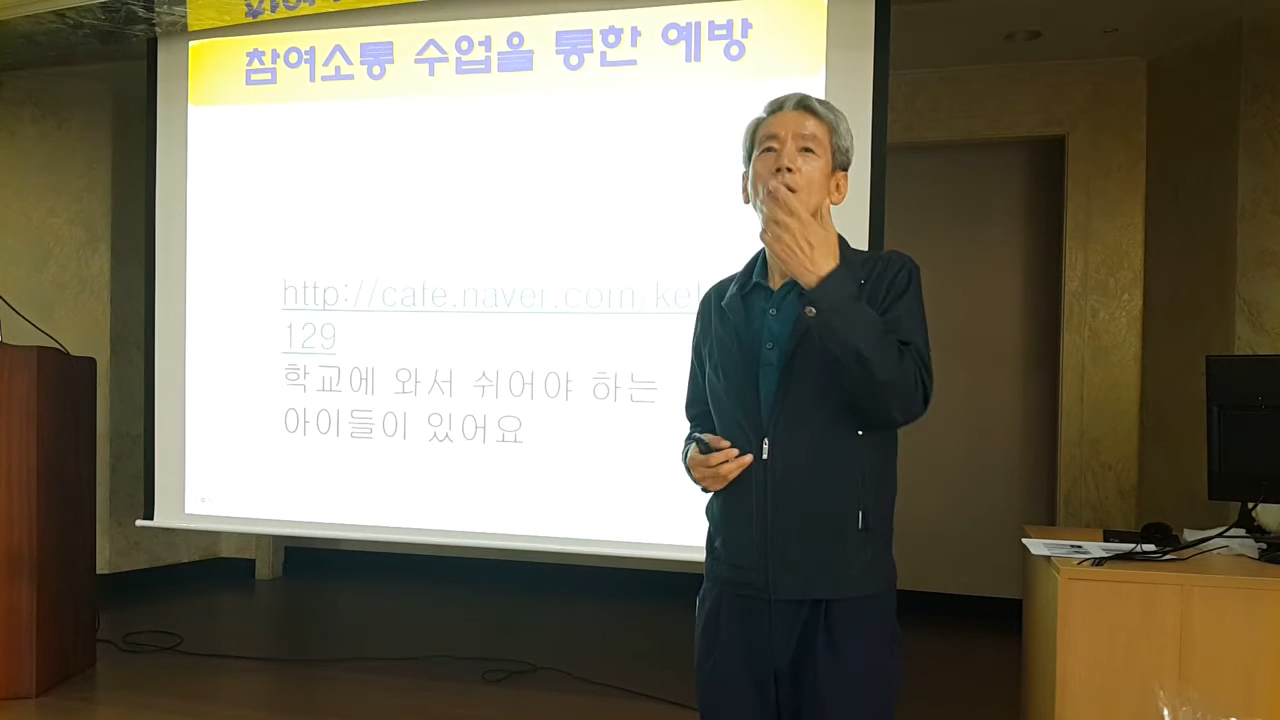 참여소통 수업을 통한 예방
http://cafe.naver.com/
129
학교에 와서 쉬어야 하는
아이들이 있어요